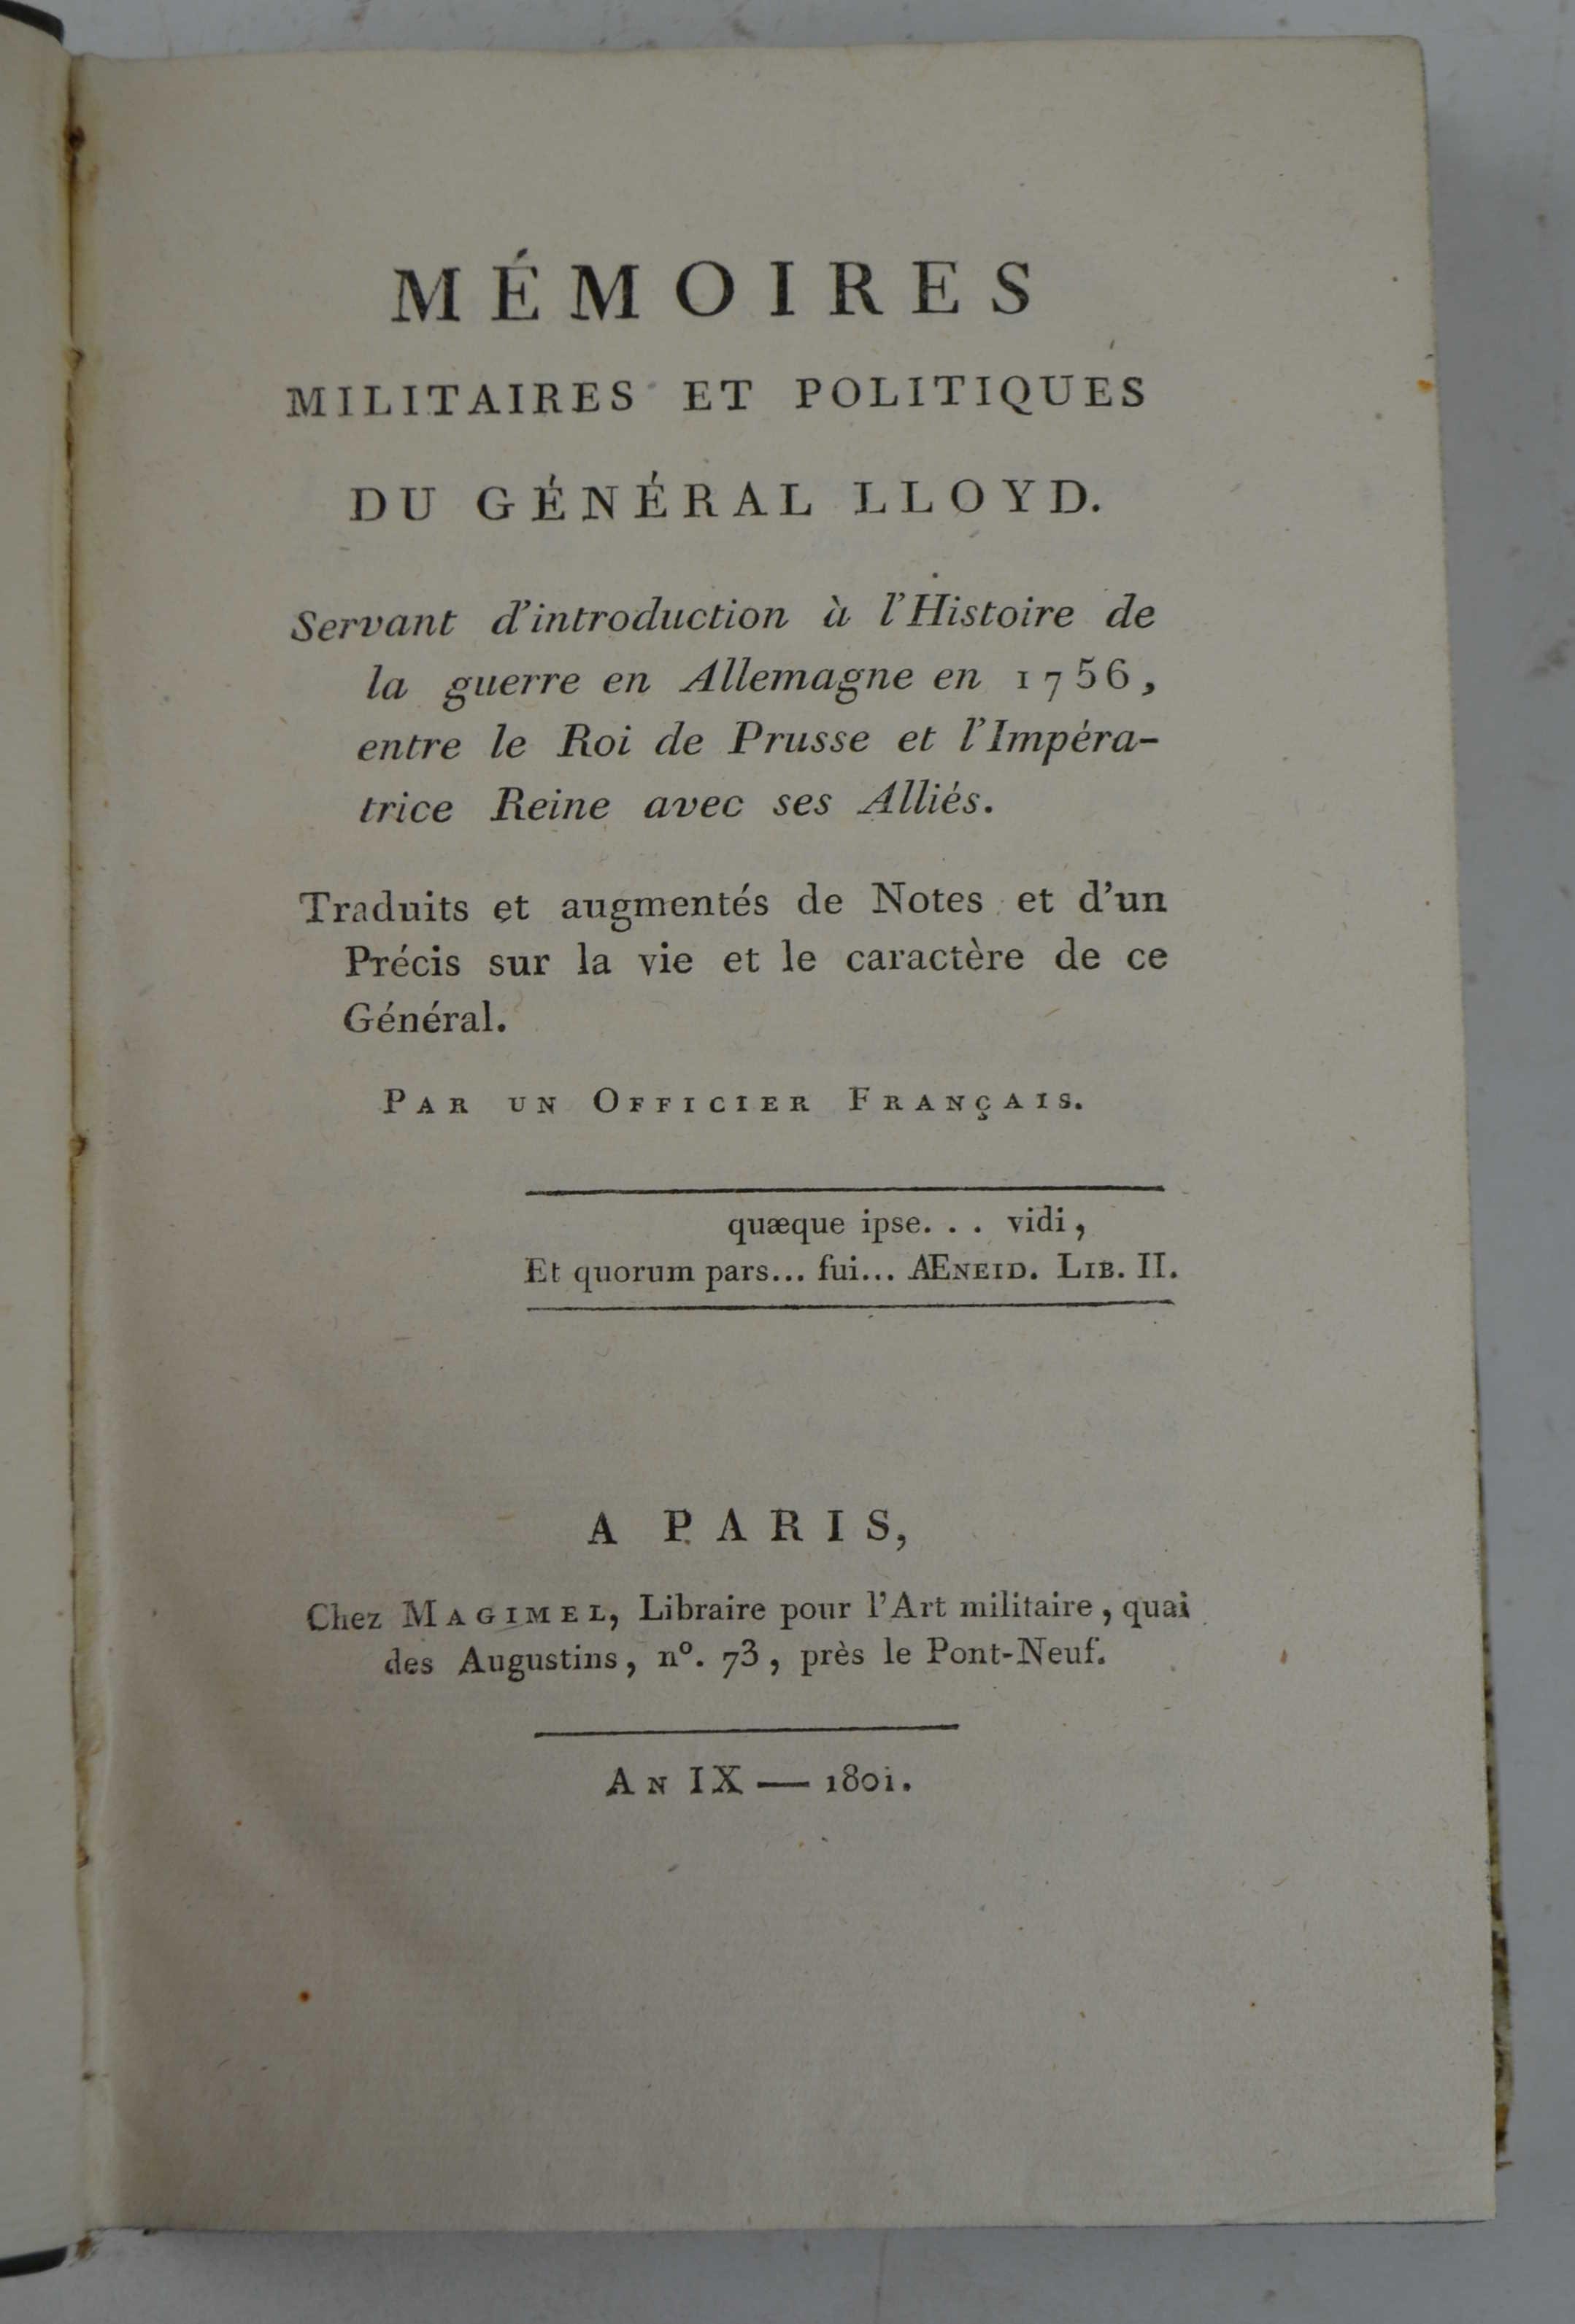 MÉMOIRES
MILITAIRES ET POLITIQUES
DU GÉNÉRAL LLOYD.
Servant d'introduction à l'Histoire de
la guerre en Allemagne en 1756,
entre le Roi de Prusse et l'Impéra-
trice Reine avec ses Alliés.
Traduits et augmentés de Notes et d'un
Précis sur la vie et le caractère de ce
Général.
PAR UN OFFICIER FRANÇAIS.
quæque ipse. . . vidi,
Et quorum pars... fui... AENEID. LIB. II.
A PARIS,
Chez MAGIMEL, Libraire pour l'Art militaire, quai
des Augustins, n°. 73, près le Pont-Neuf.
AN IX — 1801.